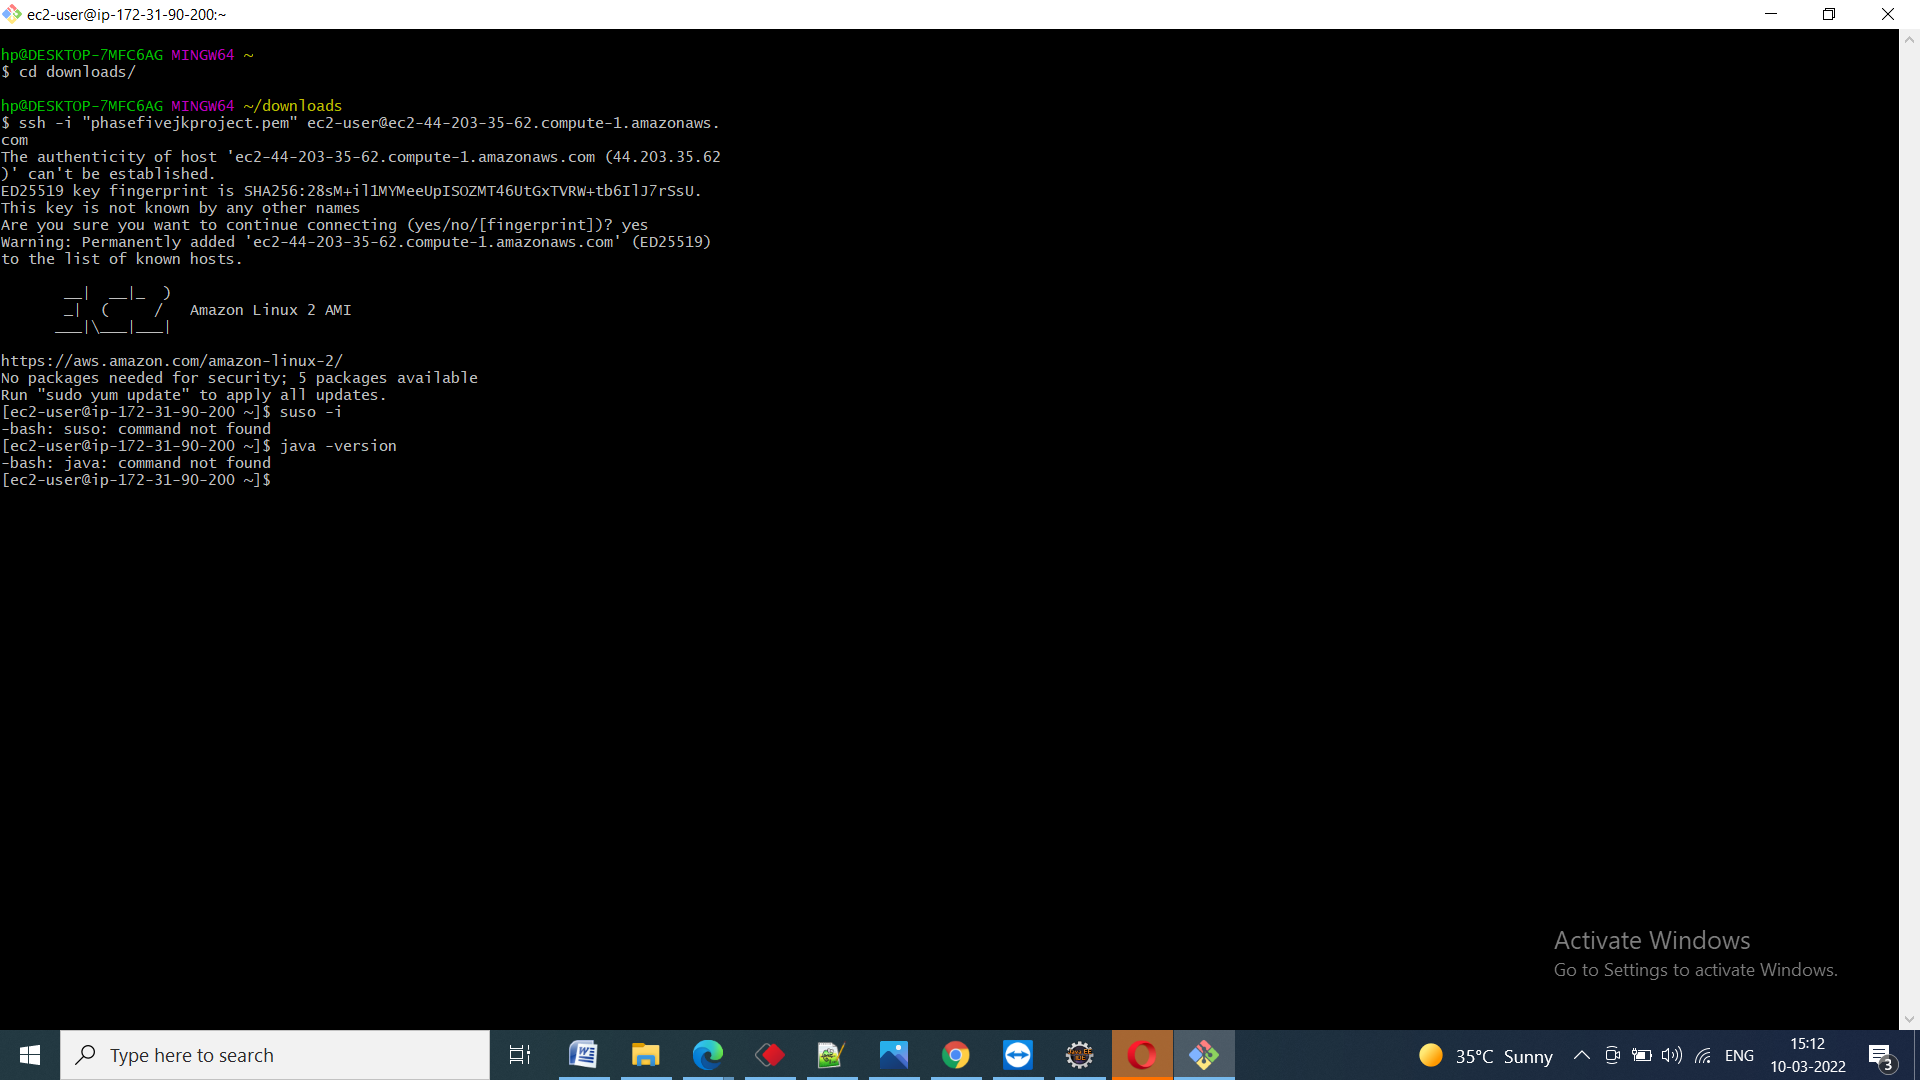 ec2-user@ip-172-31-90-200:~
hp@DESKTOP-7MFC6AG MINGW64 ~
$ cd downloads/
hp@DESKTOP-7MFC6AG MINGW64 ~/downloads
$ ssh -i "phasefivejkproject.pem" ec2-user@ec2-44-203-35-62.compute-1.amazonaws.
com
The authenticity of host 'ec2-44-203-35-62.compute-1.amazonaws.com (44.203.35.62
)' can't be established.
ED25519 key fingerprint is SHA256:28sM+il1MYMeeUpISOZMT46UtGxTVRW+tb6IlJ7rSsU.
This key is not known by any other names
Are you sure you want to continue connecting (yes/no/[fingerprint])? yes
Warning: Permanently added 'ec2-44-203-35-62.compute-1.amazonaws.com' (ED25519)
to the list of known hosts.
       __|  __|_  )
       _|  (     /   Amazon Linux 2 AMI
      ___|\___|___|
https://aws.amazon.com/amazon-linux-2/
No packages needed for security; 5 packages available
Run "sudo yum update" to apply all updates.
[ec2-user@ip-172-31-90-200 ~]$ suso -i
-bash: suso: command not found
[ec2-user@ip-172-31-90-200 ~]$ java -version
-bash: java: command not found
[ec2-user@ip-172-31-90-200 ~]$
Activate Windows
Go to Settings to activate Windows.
Type here to search
35°C Sunny
ENG
15:12
10-03-2022
3